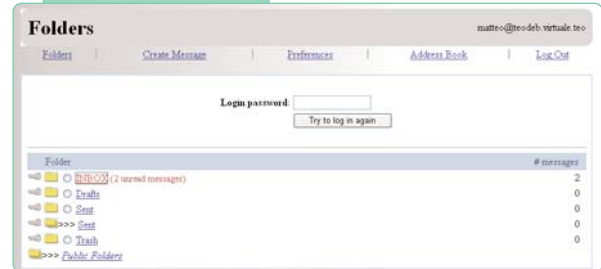 Folders matteo@teodeb.virtuale.teo
Folders | Create Message | Preferences | Address Book | Log Out
Login password:
Try to log in again
Folder # messages
INBOX (2 unread messages) 2
Drafts 0
Sent 0
>>> Sent 0
Trash 0
>>> Public Folders